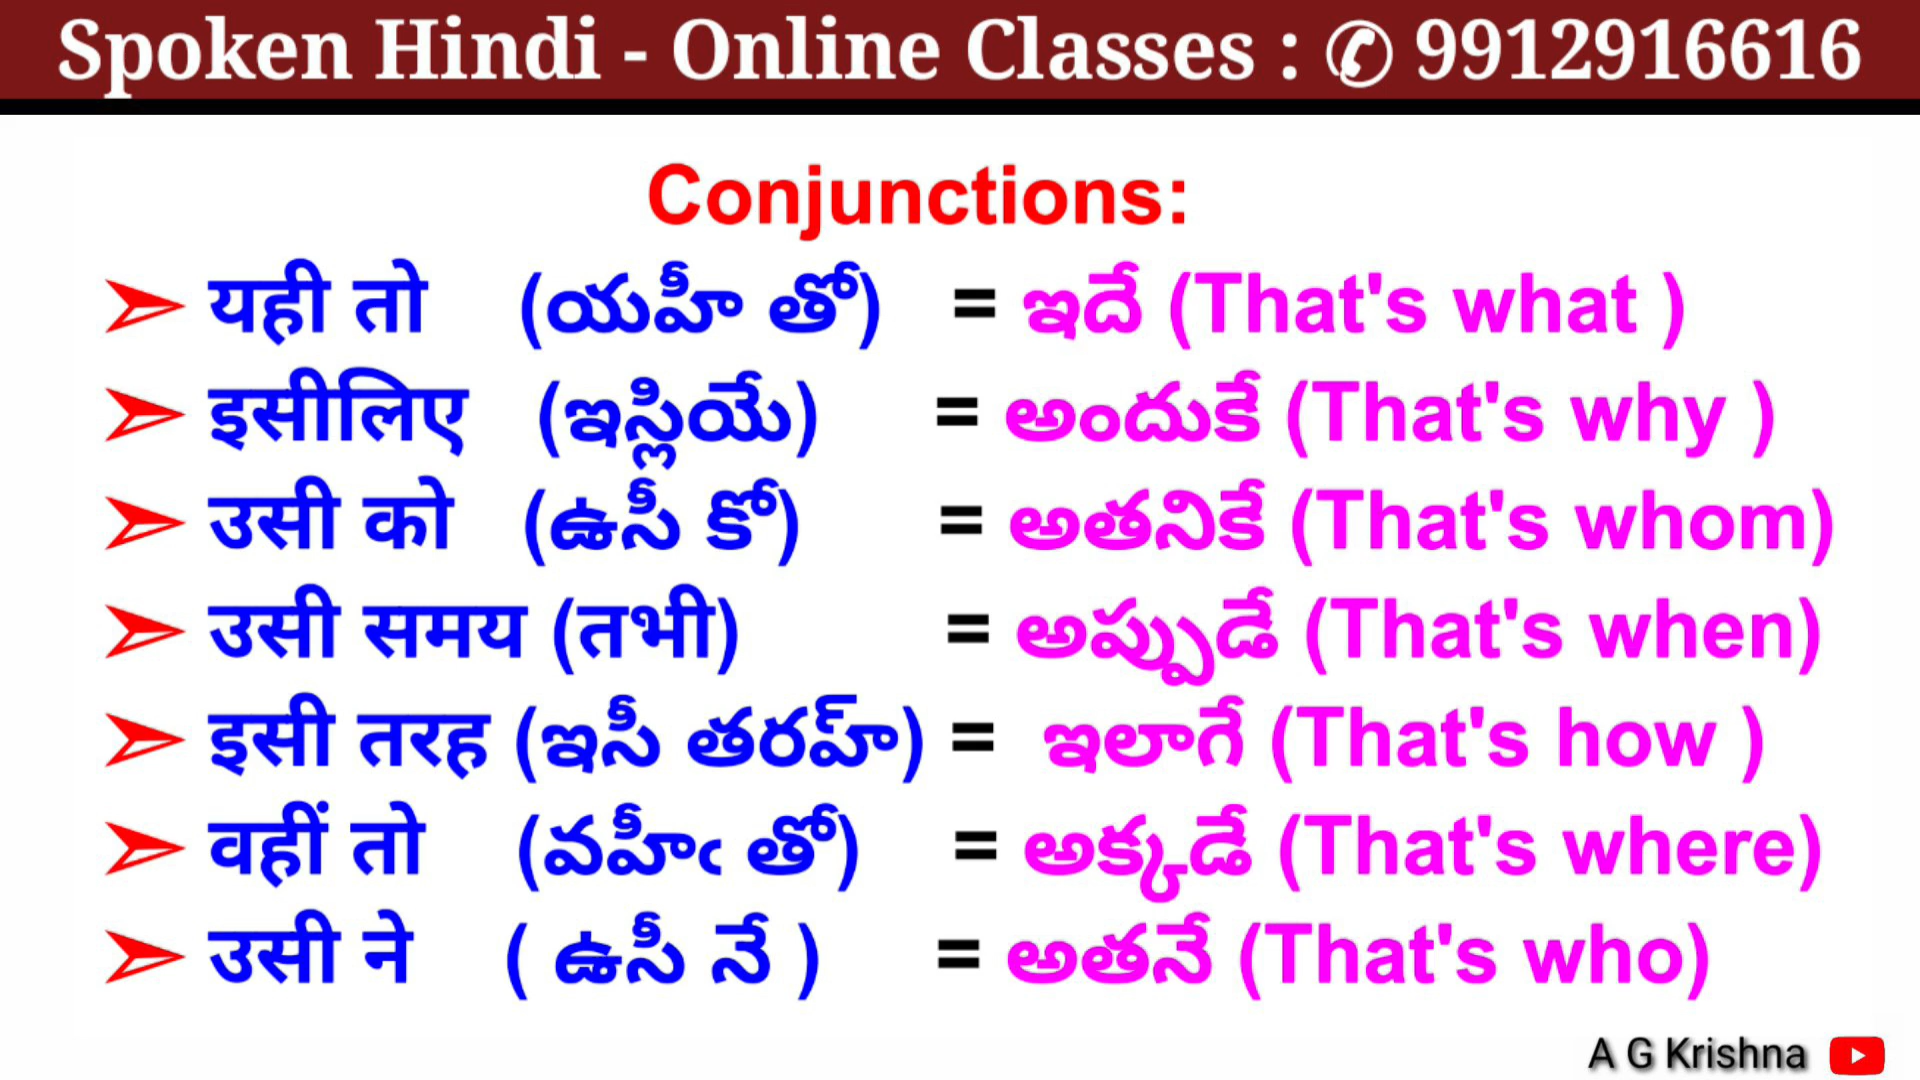 Spoken Hindi - Online Classes : ✆ 9912916616
Conjunctions:
➢ यही तो (యహీ తో) = ఇదే (That's what )
➢ इसीलिए (ఇస్లియే) = అందుకే (That's why )
➢ उसी को (ఉసీ కో) = అతనికే (That's whom)
➢ उसी समय (तभी) = అప్పుడే (That's when)
➢ इसी तरह (ఇసీ తరహ్) = ఇలాగే (That's how )
➢ वहीं तो (వహీఁ తో) = అక్కడే (That's where)
➢ उसी ने ( ఉసీ నే ) = అతనే (That's who)
A G Krishna